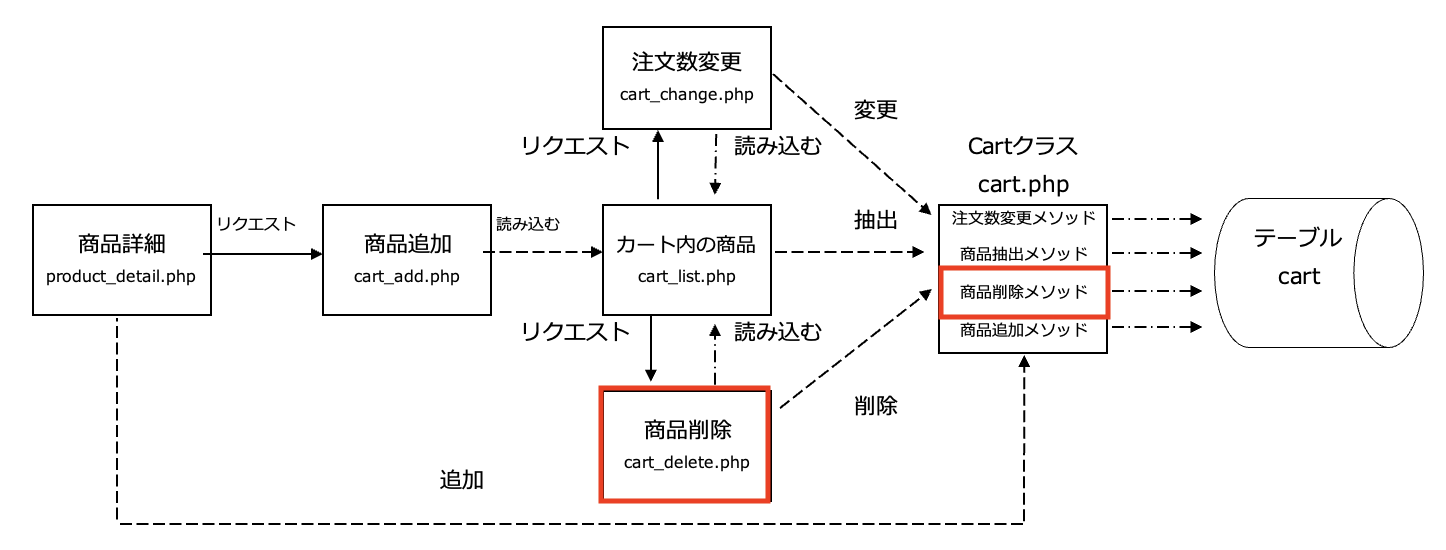 注文数変更
cart_change.php
変更
リクエスト
読み込む
Cartクラス
cart.php
商品詳細
product_detail.php
リクエスト
商品追加
cart_add.php
読み込む
カート内の商品
cart_list.php
抽出
注文数変更メソッド
商品抽出メソッド
商品削除メソッド
商品追加メソッド
テーブル
cart
リクエスト
読み込む
商品削除
cart_delete.php
削除
追加